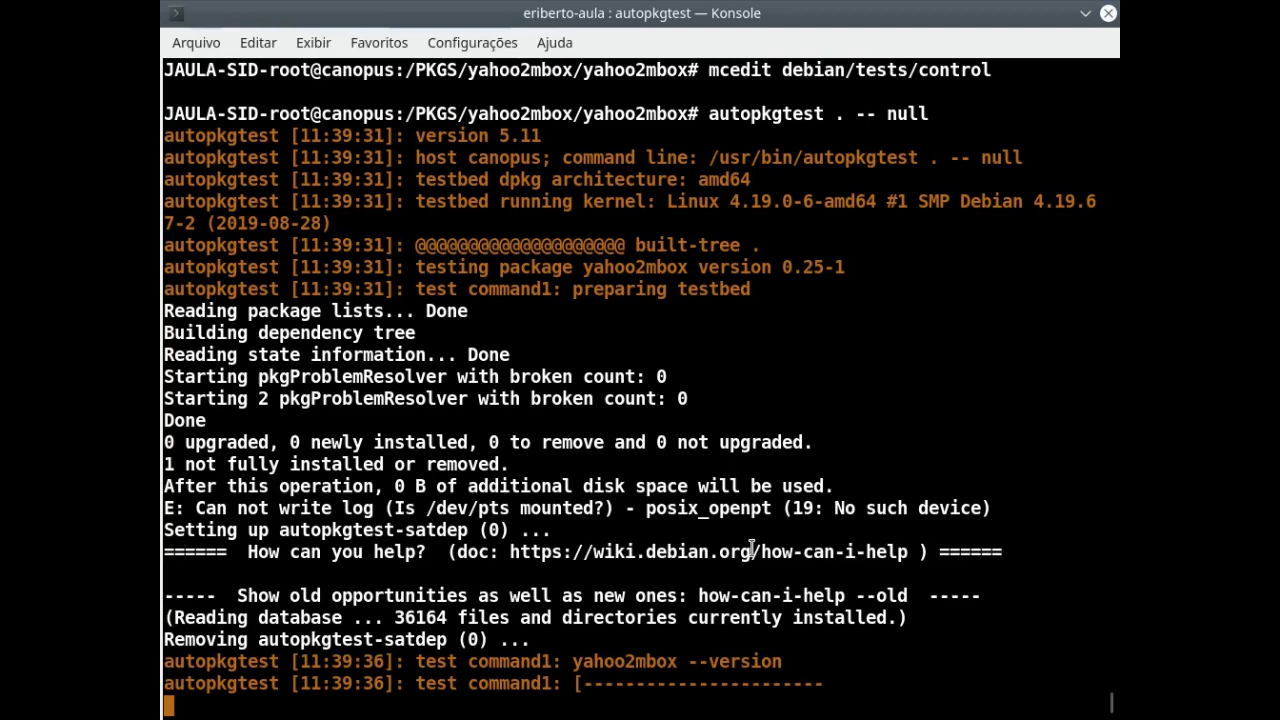 eriberto-aula : autopkgtest — Konsole
Arquivo Editar Exibir Favoritos Configurações Ajuda
JAULA-SID-root@canopus:/PKGS/yahoo2mbox/yahoo2mbox# mcedit debian/tests/control
JAULA-SID-root@canopus:/PKGS/yahoo2mbox/yahoo2mbox# autopkgtest . -- null
autopkgtest [11:39:31]: version 5.11
autopkgtest [11:39:31]: host canopus; command line: /usr/bin/autopkgtest . -- null
autopkgtest [11:39:31]: testbed dpkg architecture: amd64
autopkgtest [11:39:31]: testbed running kernel: Linux 4.19.0-6-amd64 #1 SMP Debian 4.19.6
7-2 (2019-08-28)
autopkgtest [11:39:31]: @@@@@@@@@@@@@@@@@@@@ built-tree .
autopkgtest [11:39:31]: testing package yahoo2mbox version 0.25-1
autopkgtest [11:39:31]: test command1: preparing testbed
Reading package lists... Done
Building dependency tree
Reading state information... Done
Starting pkgProblemResolver with broken count: 0
Starting 2 pkgProblemResolver with broken count: 0
Done
0 upgraded, 0 newly installed, 0 to remove and 0 not upgraded.
1 not fully installed or removed.
After this operation, 0 B of additional disk space will be used.
E: Can not write log (Is /dev/pts mounted?) - posix_openpt (19: No such device)
Setting up autopkgtest-satdep (0) ...
====== How can you help? (doc: https://wiki.debian.org/how-can-i-help ) ======
----- Show old opportunities as well as new ones: how-can-i-help --old -----
(Reading database ... 36164 files and directories currently installed.)
Removing autopkgtest-satdep (0) ...
autopkgtest [11:39:36]: test command1: yahoo2mbox --version
autopkgtest [11:39:36]: test command1: [-----------------------